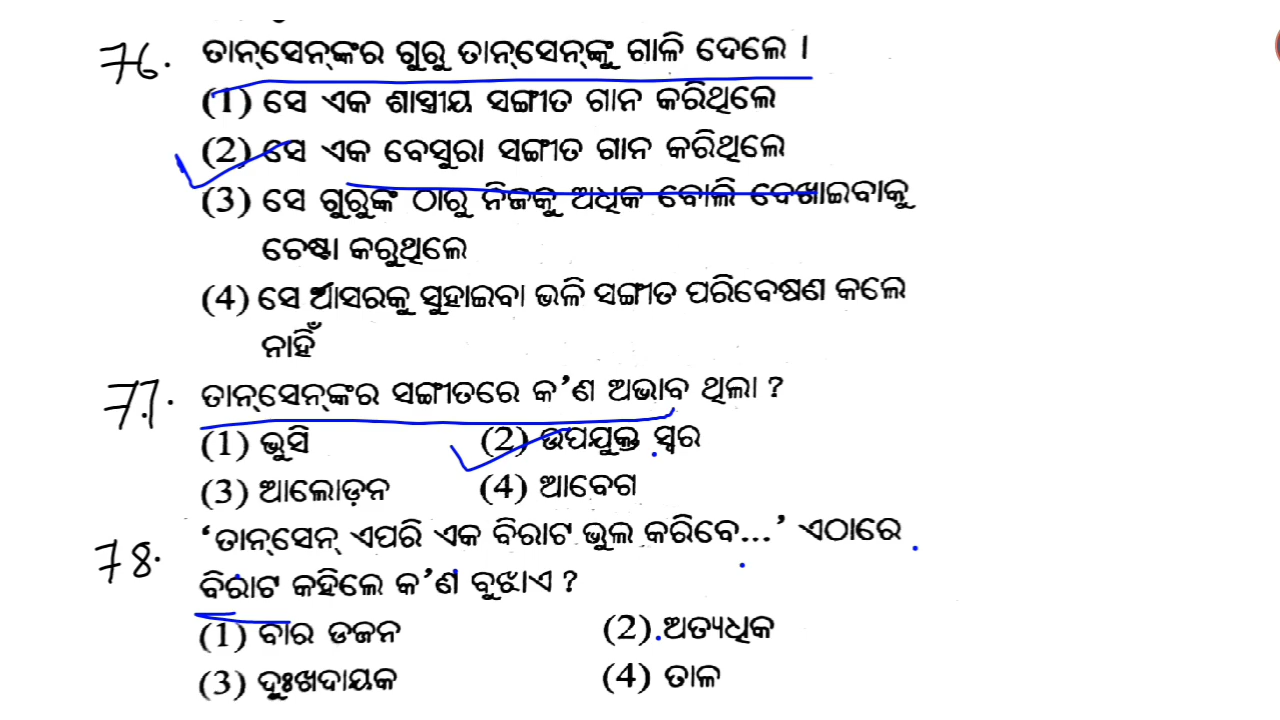 76. ତାନ୍‌ସେନ୍‌ଙ୍କର ଗୁରୁ ତାନ୍‌ସେନ୍‌ଙ୍କୁ ଗାଳି ଦେଲେ ।
(1) ସେ ଏକ ଶାସ୍ତ୍ରୀୟ ସଙ୍ଗୀତ ଗାନ କରିଥିଲେ
(2) ସେ ଏକ ବେସୁରା ସଙ୍ଗୀତ ଗାନ କରିଥିଲେ
(3) ସେ ଗୁରୁଙ୍କ ଠାରୁ ନିଜକୁ ଅଧିକ ବୋଲି ଦେଖାଇବାକୁ
ଚେଷ୍ଟା କରୁଥିଲେ
(4) ସେ ଆସରକୁ ସୁହାଇବା ଭଳି ସଙ୍ଗୀତ ପରିବେଷଣ କଲେ
ନାହିଁ
77. ତାନ୍‌ସେନ୍‌ଙ୍କର ସଙ୍ଗୀତରେ କ'ଣ ଅଭାବ ଥିଲା ?
(1) ଭୁସି (2) ଉପଯୁକ୍ତ ସ୍ୱର
(3) ଆଲୋଡ଼ନ (4) ଆବେଗ
78. 'ତାନ୍‌ସେନ୍ ଏପରି ଏକ ବିରାଟ ଭୁଲ କରିବେ...' ଏଠାରେ
ବିରାଟ କହିଲେ କ'ଣ ବୁଝାଏ ?
(1) ବାର ଡଜନ (2) ଅତ୍ୟଧିକ
(3) ଦୁଃଖଦାୟକ (4) ତାଳ